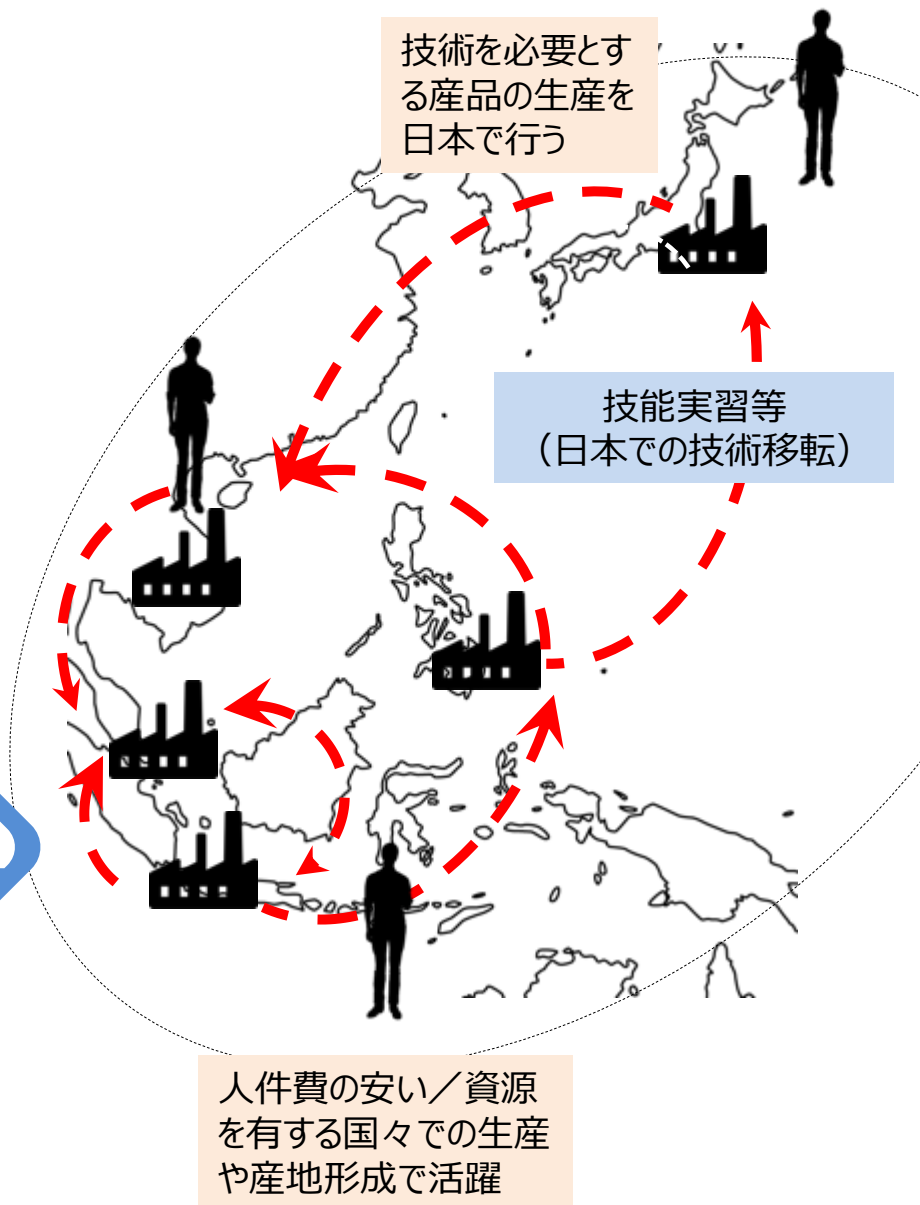 技術を必要とす
る産品の生産を
日本で行う
技能実習等
（日本での技術移転）
人件費の安い／資源
を有する国々での生産
や産地形成で活躍